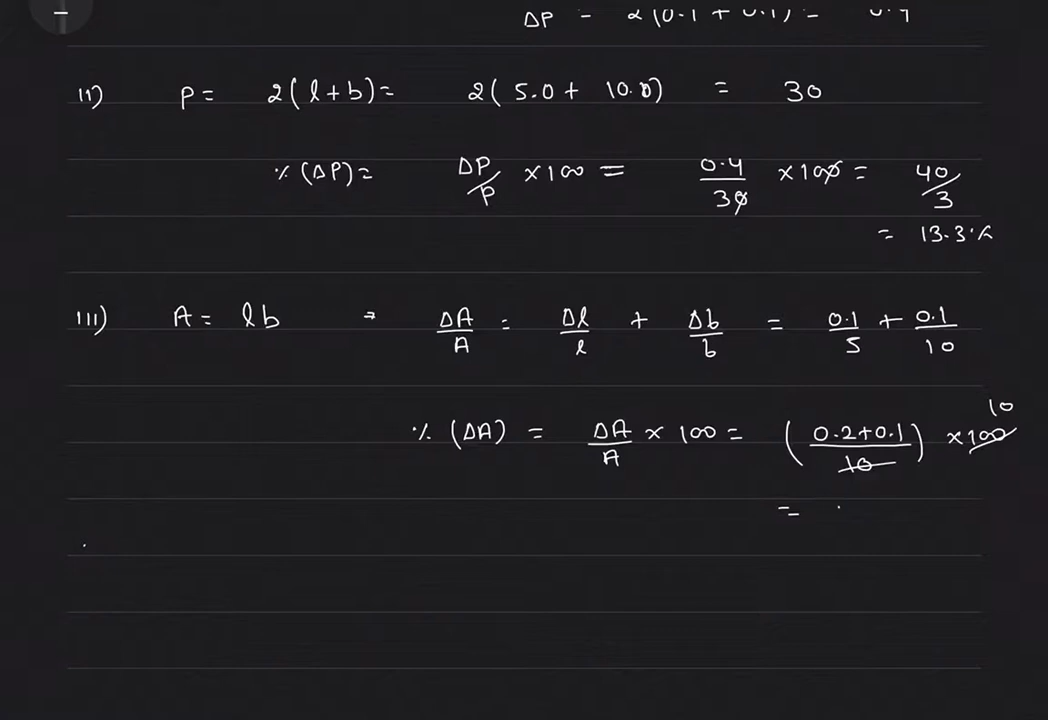 ΔP = 2(0.1 + 0.1) = 0.4
11) P = 2(l+b)= 2(5.0+ 10.0) = 30
% (ΔP)= ΔP/P ×100 = 0.4/30 ×100 = 40/3
= 13.3%
111) A = lb ⇒ ΔA/A = Δl/l + Δb/b = 0.1/5 + 0.1/10
10
% (ΔA) = ΔA/A × 100 = (0.2+0.1/10) ×100
=